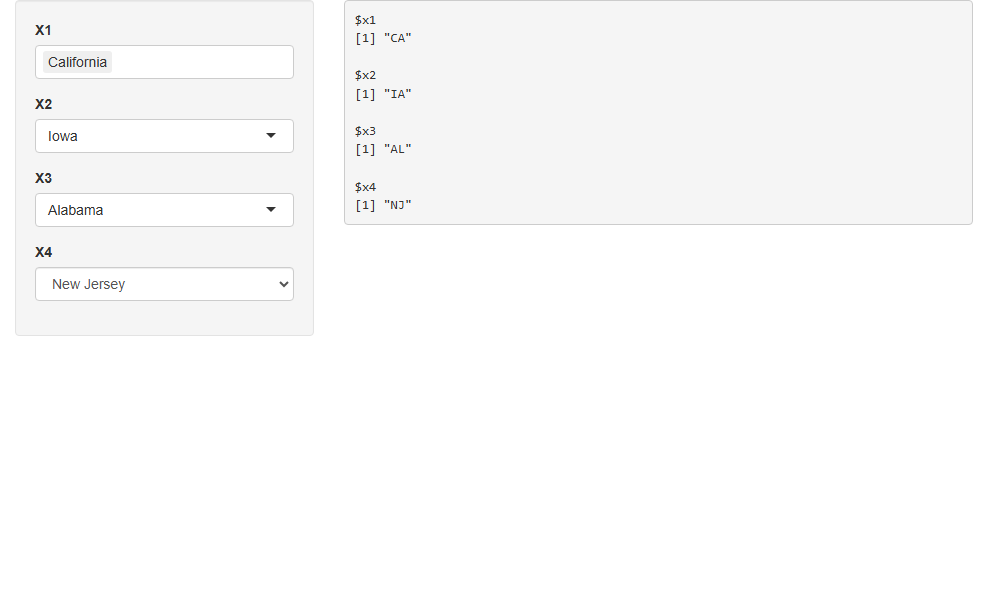 X1
California
X2
Iowa
X3
Alabama
X4
New Jersey
$x1
[1] "CA"
$x2
[1] "IA"
$x3
[1] "AL"
$x4
[1] "NJ"